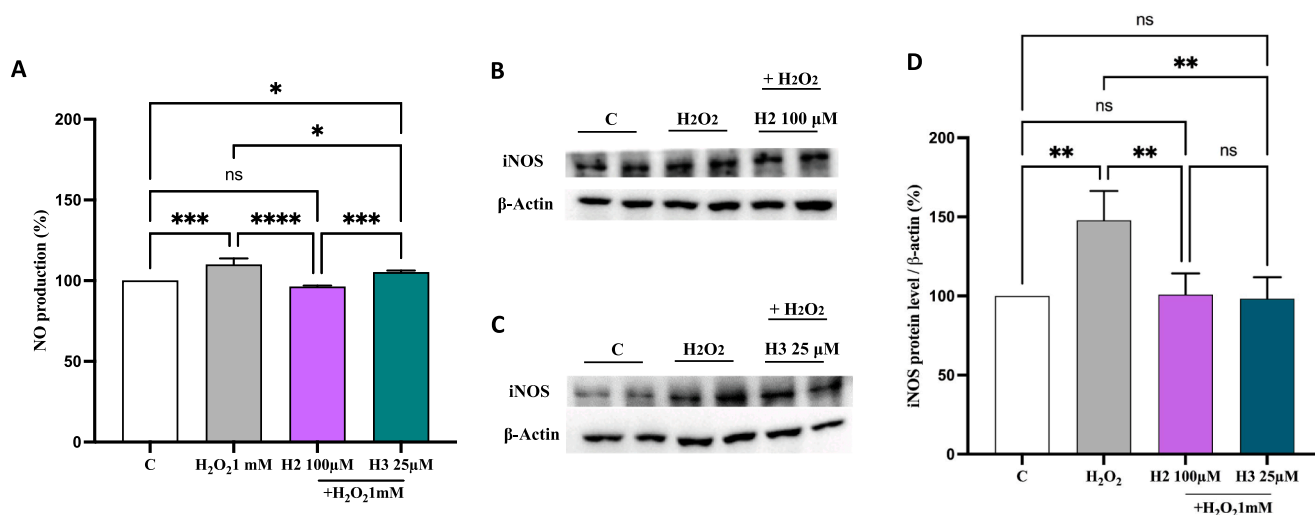 A
*
*
ns
*** **** ***
200
150
100
50
0
NO production (%)
C H₂O₂1 mM H2 100µM H3 25µM
+H₂O₂1mM
B
+ H2O2
C H2O2 H2 100 µM
iNOS
β-Actin
C
+ H2O2
C H2O2 H3 25 µM
iNOS
β-Actin
D
ns
**
ns
** ** ns
200
150
100
50
0
iNOS protein level / β-actin (%)
C H₂O₂ H2 100µM H3 25µM
+H₂O₂1mM